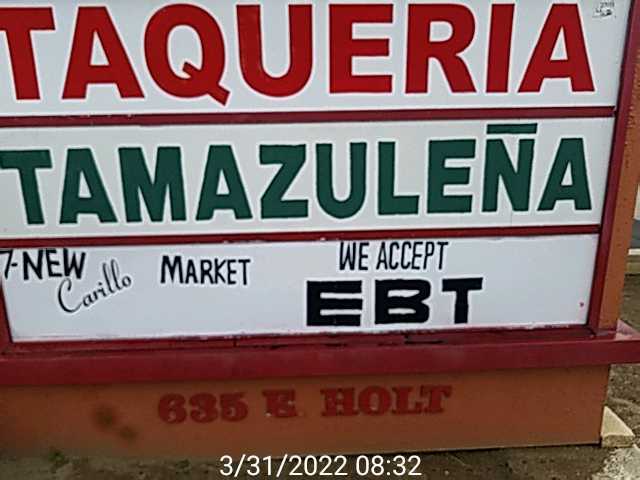 TAQUERIA
TAMAZULEÑA
7-NEW Carillo MARKET
WE ACCEPT
EBT
635 E HOLT
3/31/2022 08:32